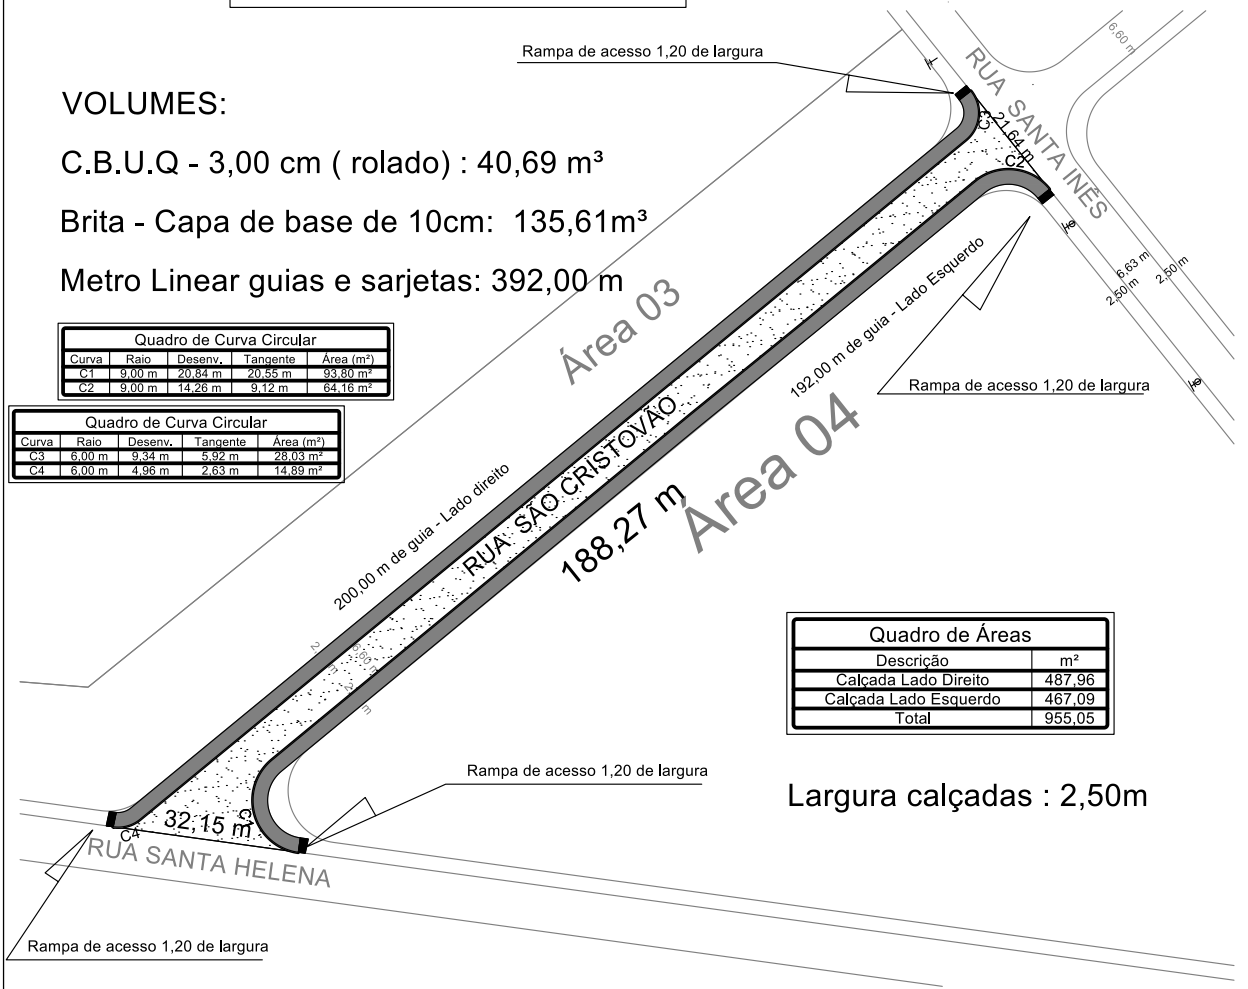 Rampa de acesso 1,20 de largura
6.60 m
RUA SANTA INÊS
VOLUMES:
C.B.U.Q - 3,00 cm ( rolado) : 40,69 m³
Brita - Capa de base de 10cm: 135,61m³
Metro Linear guias e sarjetas: 392,00 m
C3
21,64 m
C2
6,63 m
2,50 m
2,50 m
Quadro de Curva Circular
Curva Raio Desenv. Tangente Área (m²)
C1 9,00 m 20,84 m 20,55 m 93,80 m²
C2 9,00 m 14,26 m 9,12 m 64,16 m²
Quadro de Curva Circular
Curva Raio Desenv. Tangente Área (m²)
C3 6,00 m 9,34 m 5,92 m 28,03 m²
C4 6,00 m 4,96 m 2,63 m 14,89 m²
Área 03
192,00 m de guia - Lado Esquerdo
Rampa de acesso 1,20 de largura
Área 04
RUA SÃO CRISTOVÃO
188,27 m
200,00 m de guia - Lado direito
6,60 m
Quadro de Áreas
Descrição m²
Calçada Lado Direito 487,96
Calçada Lado Esquerdo 467,09
Total 955,05
Largura calçadas : 2,50m
Rampa de acesso 1,20 de largura
C1
32,15 m
C4
RUA SANTA HELENA
Rampa de acesso 1,20 de largura